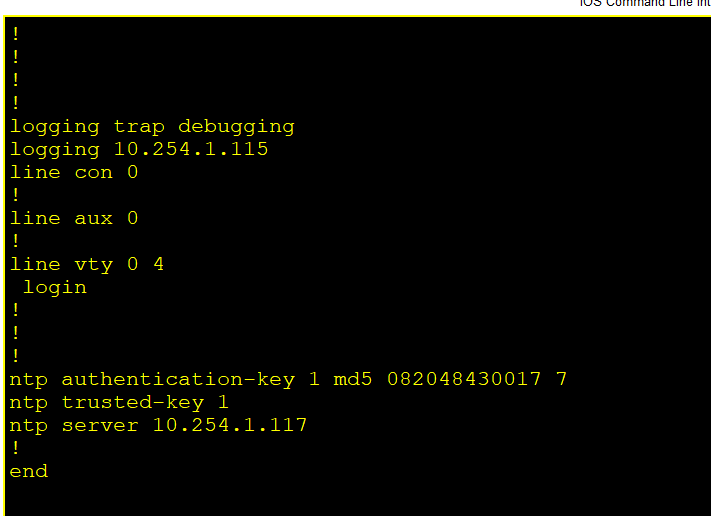 IOS Command Line Int
!
!
!
!
logging trap debugging
logging 10.254.1.115
line con 0
!
line aux 0
!
line vty 0 4
login
!
!
!
ntp authentication-key 1 md5 082048430017 7
ntp trusted-key 1
ntp server 10.254.1.117
!
end